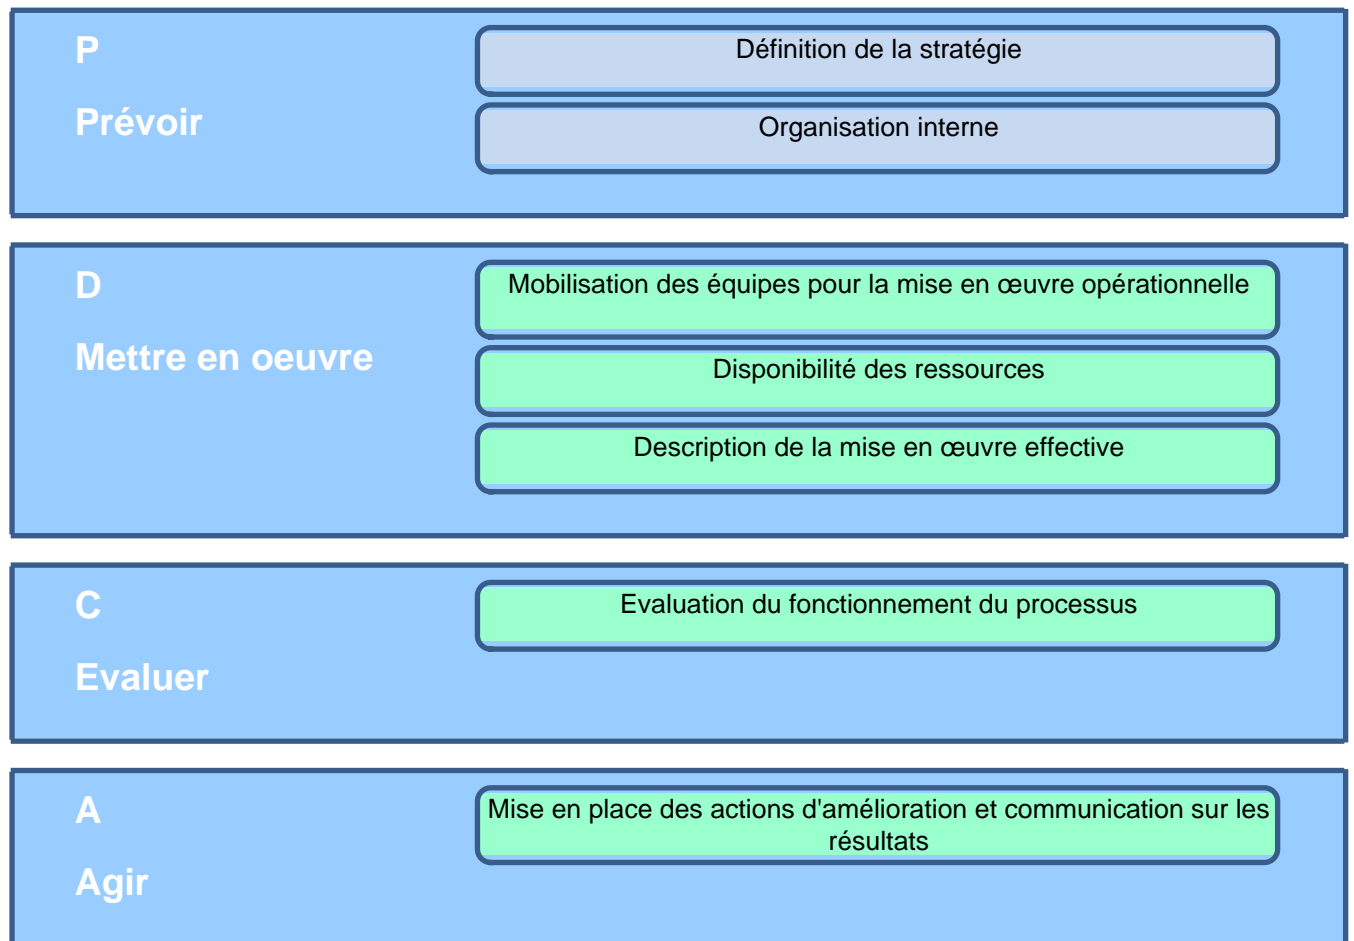 P
Prévoir
Définition de la stratégie
Organisation interne
D
Mettre en oeuvre
Mobilisation des équipes pour la mise en œuvre opérationnelle
Disponibilité des ressources
Description de la mise en œuvre effective
C
Evaluer
Evaluation du fonctionnement du processus
A
Agir
Mise en place des actions d'amélioration et communication sur les
résultats